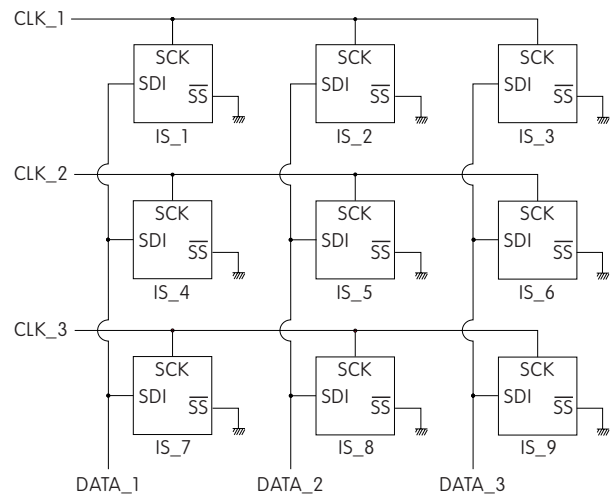 CLK_1
SCK SCK SCK
SDI SS SDI SS SDI SS
IS_1 IS_2 IS_3
CLK_2
SCK SCK SCK
SDI SS SDI SS SDI SS
IS_4 IS_5 IS_6
CLK_3
SCK SCK SCK
SDI SS SDI SS SDI SS
IS_7 IS_8 IS_9
DATA_1 DATA_2 DATA_3